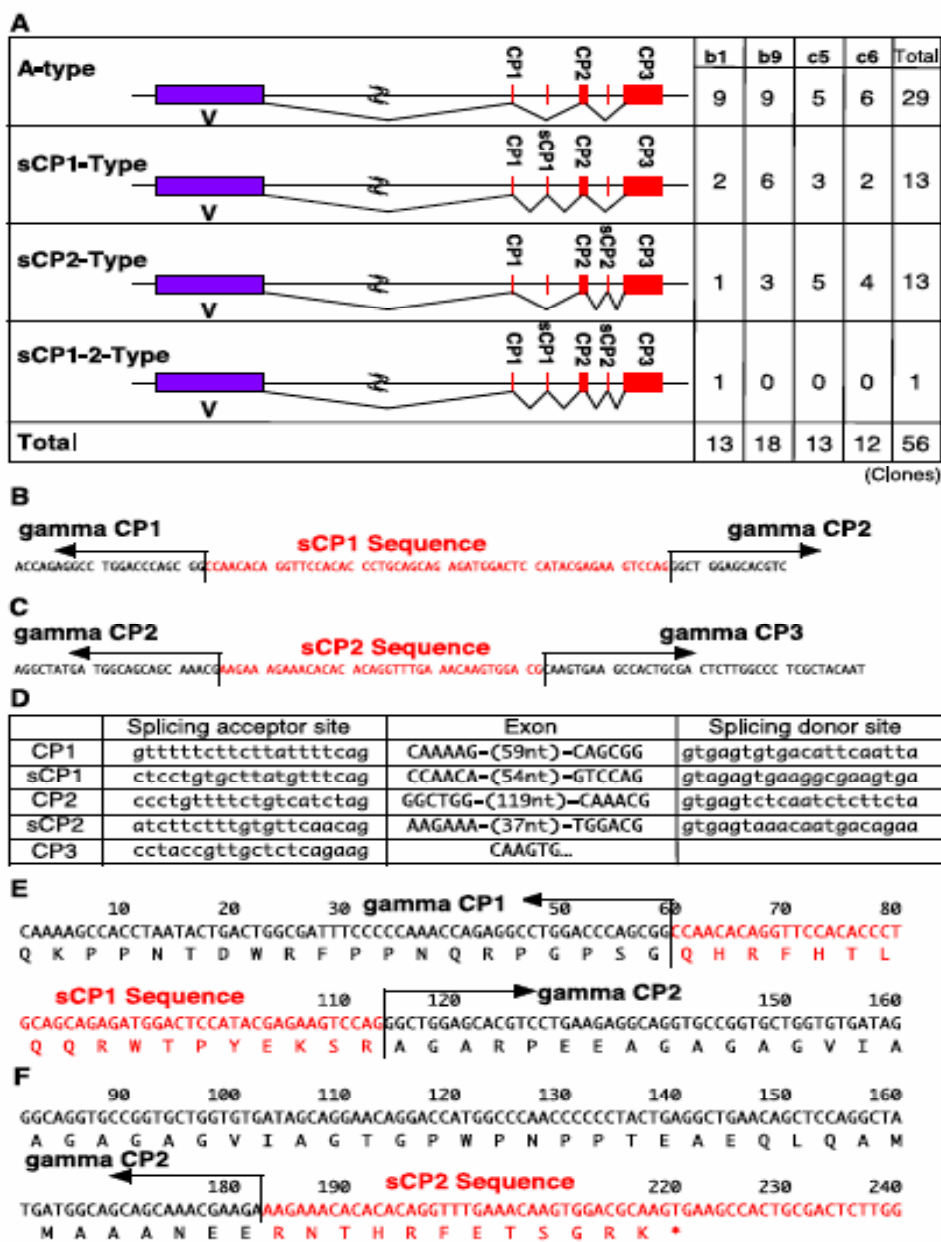 A
A-type
CP1
CP2
CP3
V
b1 b9 c5 c6 Total
9 9 5 6 29
sCP1-Type
CP1
sCP1
CP2
CP3
V
2 6 3 2 13
sCP2-Type
CP1
CP2
sCP2
CP3
V
1 3 5 4 13
sCP1-2-Type
CP1
sCP1
CP2
sCP2
CP3
V
1 0 0 0 1
Total 13 18 13 12 56
(Clones)
B
gamma CP1 sCP1 Sequence gamma CP2
ACCAGAGGCC TGGACCCAGC GGCCAACACA GGTTCCACAC CCTGCAGCAG AGATGGACTC CATACGAGAA GTCCAGGGCT GGAGCACGTC
C
gamma CP2 sCP2 Sequence gamma CP3
AGGCTATGA TGGCAGCAGC AAACGAAGAA AGAAACACAC ACAGGTTTGA AACAAGTGGA CGCAAGTGAA GCCACTGCGA CTCTTGGCCC TCGCTACAAT
D
Splicing acceptor site Exon Splicing donor site
CP1 gtttttcttcttattttcag CAAAAG-(59nt)-CAGCGG gtgagtgtgacattcaatta
sCP1 ctcctgtgcttatgtttcag CCAACA-(54nt)-GTCCAG gtagagtgaaggcgaagtga
CP2 ccctgttttctgtcatctag GGCTGG-(119nt)-CAAACG gtgagtctcaatctcttcta
sCP2 atcttctttgtgttcaacag AAGAAA-(37nt)-TGGACG gtgagtaaacaatgacagaa
CP3 cctaccgttgctctcagaag CAAGTG...
E
gamma CP1
10 20 30 50 60 70 80
CAAAAGCCACCTAATACTGACTGGCGATTTCCCCCAAACCAGAGGCCTGGACCCAGCGGCCAACACAGGTTCCACACCCT
Q K P P N T D W R F P P N Q R P G P S G Q H R F H T L
sCP1 Sequence 110 120 gamma CP2 150 160
GCAGCAGAGATGGACTCCATACGAGAAGTCCAGGGCTGGAGCACGTCCTGAAGAGGCAGGTGCCGGTGCTGGTGTGATAG
Q Q R W T P Y E K S R A G A R P E E A G A G A G V I A
F
90 100 110 120 130 140 150 160
GGCAGGTGCCGGTGCTGGTGTGATAGCAGGAACAGGACCATGGCCCAACCCCCCTACTGAGGCTGAACAGCTCCAGGCTA
A G A G A G V I A G T G P W P N P P T E A E Q L Q A M
gamma CP2 180 190 sCP2 Sequence 220 230 240
TGATGGCAGCAGCAAACGAAGAAAGAAACACACACAGGTTTGAAACAAGTGGACGCAAGTGAAGCCACTGCGACTCTTGG
M A A A N E E R N T H R F E T S G R K *